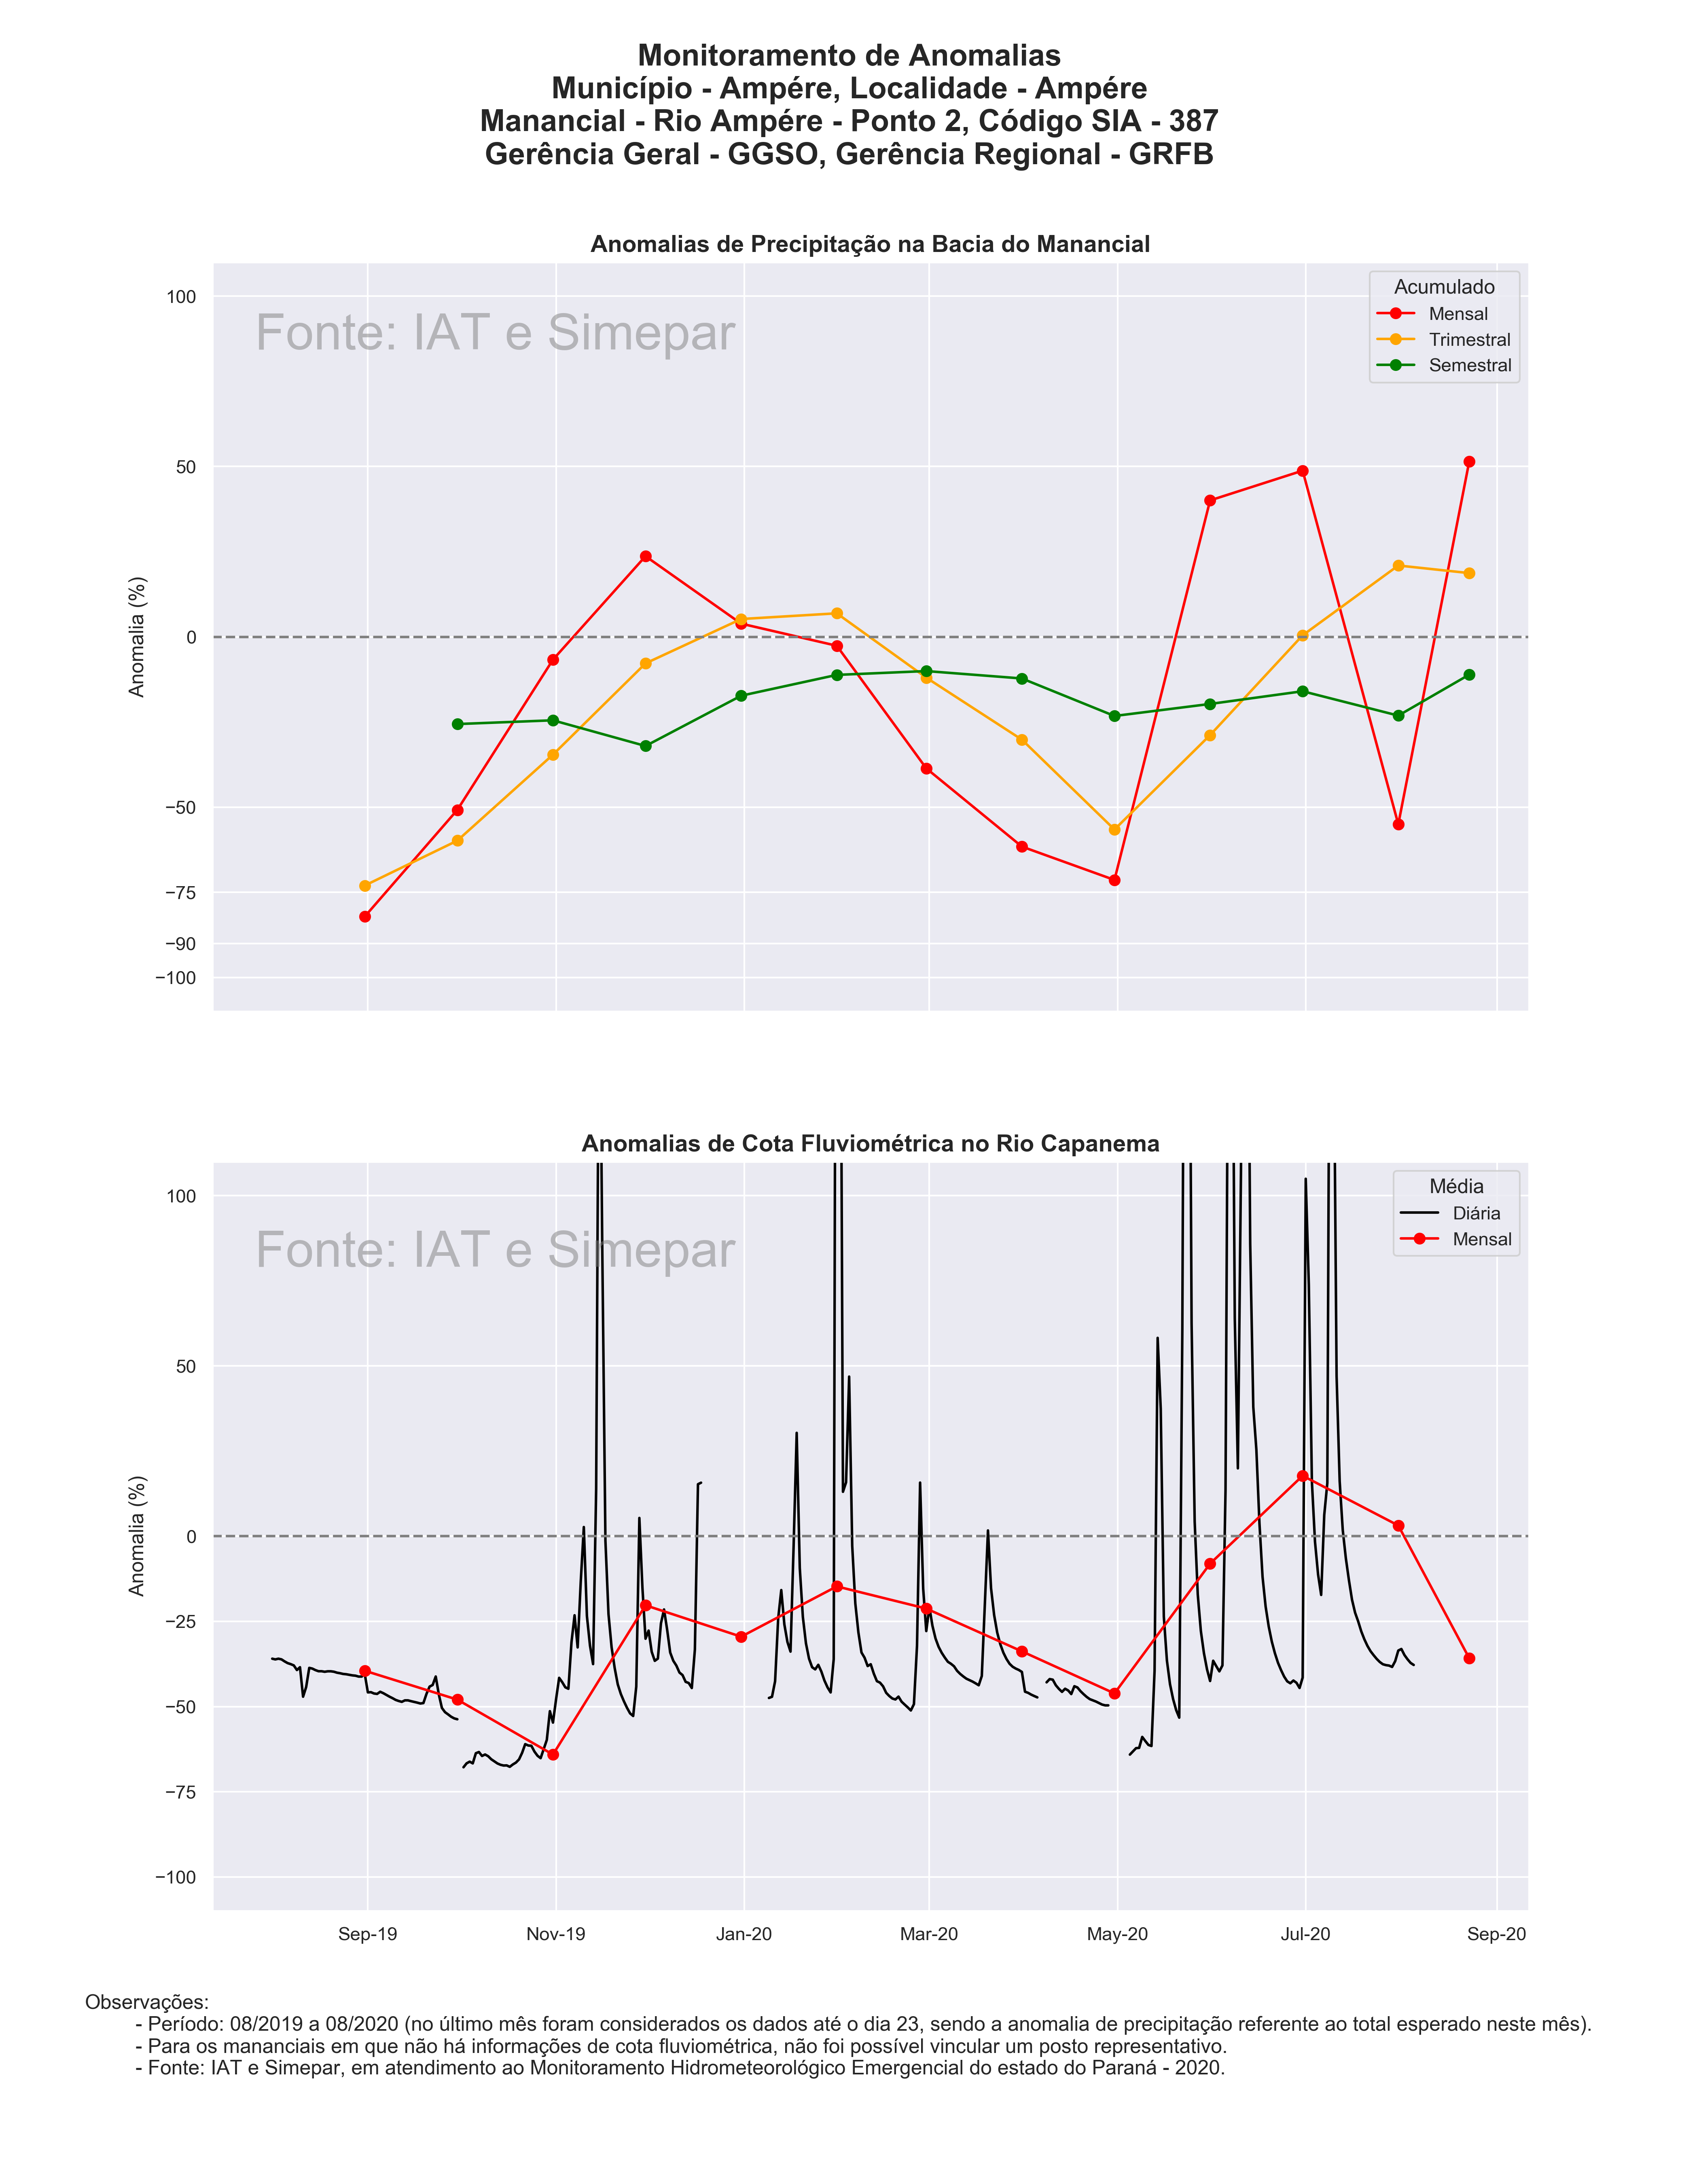 Monitoramento de Anomalias
Município - Ampére, Localidade - Ampére
Manancial - Rio Ampére - Ponto 2, Código SIA - 387
Gerência Geral - GGSO, Gerência Regional - GRFB
Anomalias de Precipitação na Bacia do Manancial
Fonte: IAT e Simepar
Acumulado
Mensal
Trimestral
Semestral
Anomalia (%)
100
50
0
−50
−75
−90
−100
Anomalias de Cota Fluviométrica no Rio Capanema
Fonte: IAT e Simepar
Média
Diária
Mensal
Anomalia (%)
100
50
0
−25
−50
−75
−100
Sep-19 Nov-19 Jan-20 Mar-20 May-20 Jul-20 Sep-20
Observações:
- Período: 08/2019 a 08/2020 (no último mês foram considerados os dados até o dia 23, sendo a anomalia de precipitação referente ao total esperado neste mês).
- Para os mananciais em que não há informações de cota fluviométrica, não foi possível vincular um posto representativo.
- Fonte: IAT e Simepar, em atendimento ao Monitoramento Hidrometeorológico Emergencial do estado do Paraná - 2020.